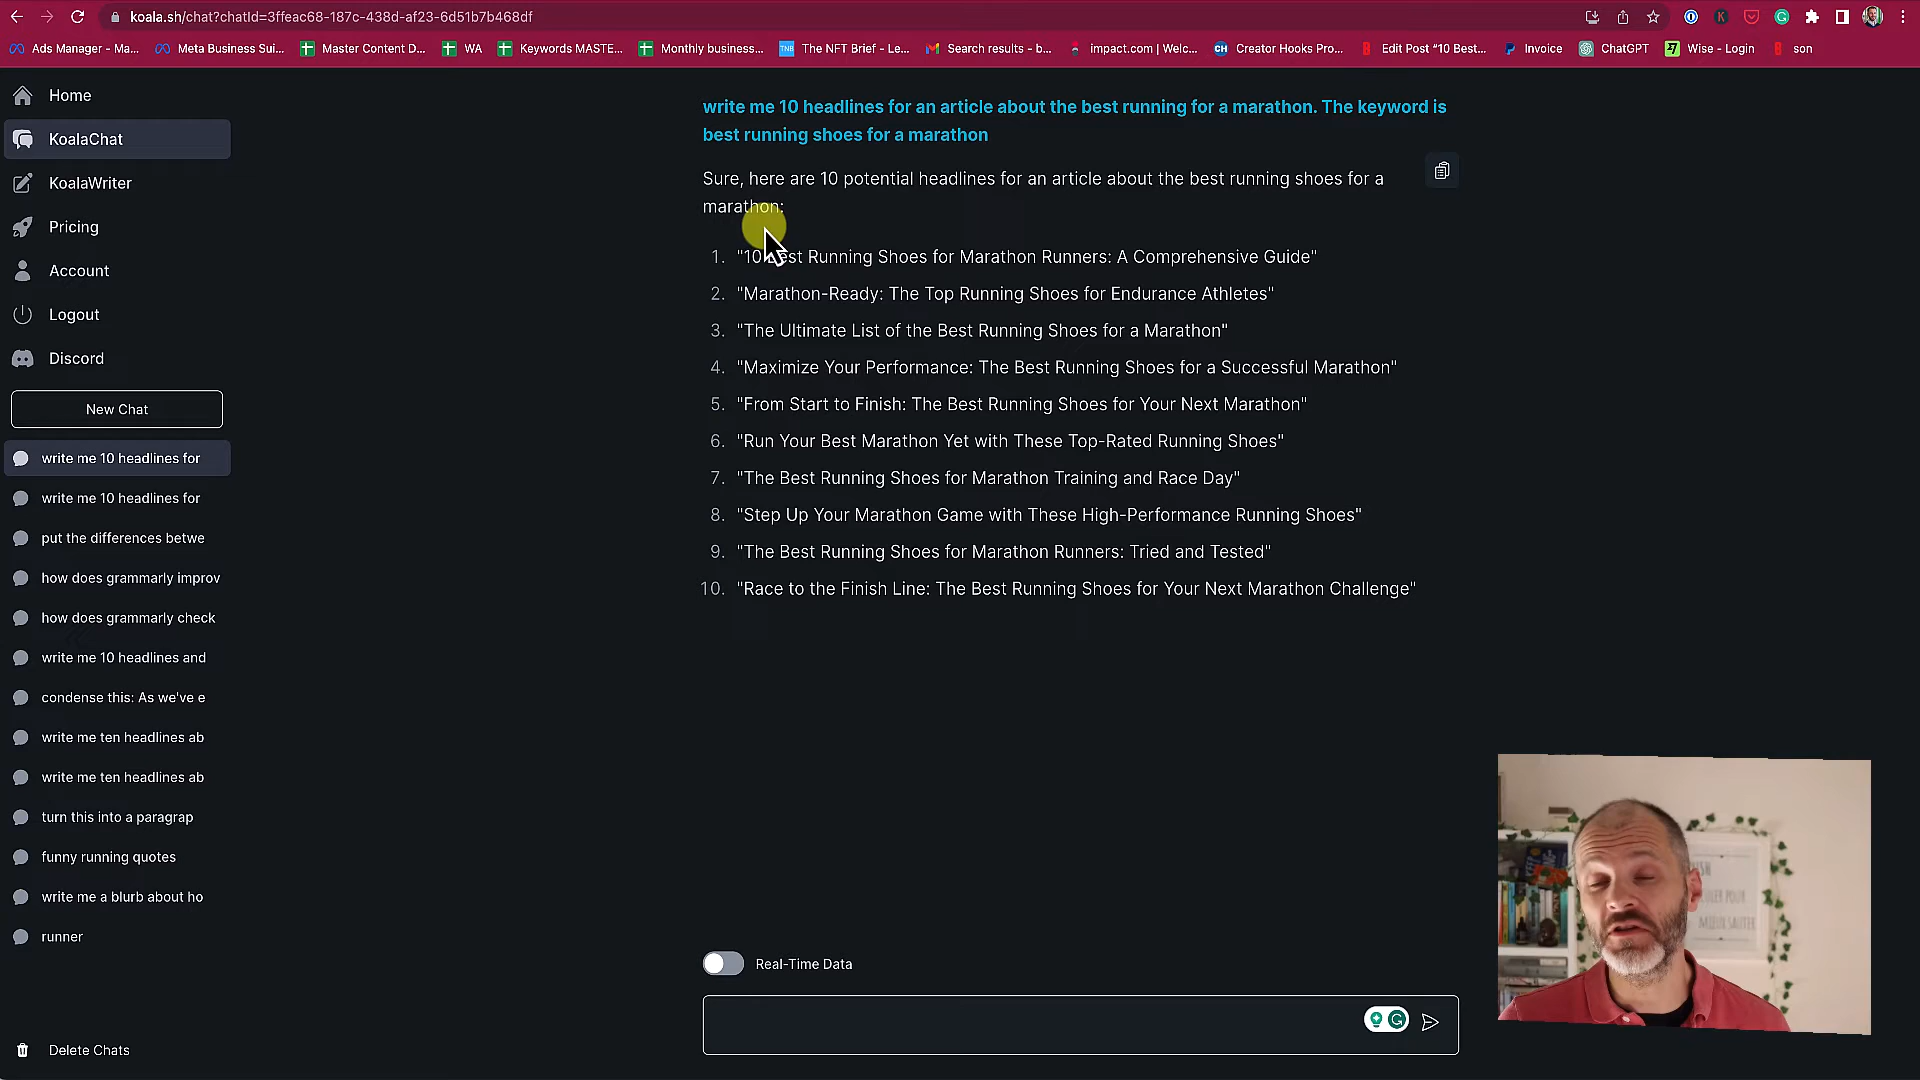 koala.sh/chat?chatId=3ffeac68-187c-438d-af23-6d51b7b468df
Ads Manager - Ma...
Meta Business Sui...
Master Content D...
WA
Keywords MASTE...
Monthly business...
TNB
The NFT Brief - Le...
Search results - b...
impact.com | Welc...
CH
Creator Hooks Pro...
Edit Post “10 Best...
Invoice
ChatGPT
Wise - Login
son
Home
KoalaChat
KoalaWriter
Pricing
Account
Logout
Discord
New Chat
write me 10 headlines for
write me 10 headlines for
put the differences betwe
how does grammarly improv
how does grammarly check
write me 10 headlines and
condense this: As we've e
write me ten headlines ab
write me ten headlines ab
turn this into a paragrap
funny running quotes
write me a blurb about ho
runner
Delete Chats
write me 10 headlines for an article about the best running for a marathon. The keyword is
best running shoes for a marathon
Sure, here are 10 potential headlines for an article about the best running shoes for a
marathon:
1. "10 Best Running Shoes for Marathon Runners: A Comprehensive Guide"
2. "Marathon-Ready: The Top Running Shoes for Endurance Athletes"
3. "The Ultimate List of the Best Running Shoes for a Marathon"
4. "Maximize Your Performance: The Best Running Shoes for a Successful Marathon"
5. "From Start to Finish: The Best Running Shoes for Your Next Marathon"
6. "Run Your Best Marathon Yet with These Top-Rated Running Shoes"
7. "The Best Running Shoes for Marathon Training and Race Day"
8. "Step Up Your Marathon Game with These High-Performance Running Shoes"
9. "The Best Running Shoes for Marathon Runners: Tried and Tested"
10. "Race to the Finish Line: The Best Running Shoes for Your Next Marathon Challenge"
Real-Time Data
POUR
MIEUX SAUTER